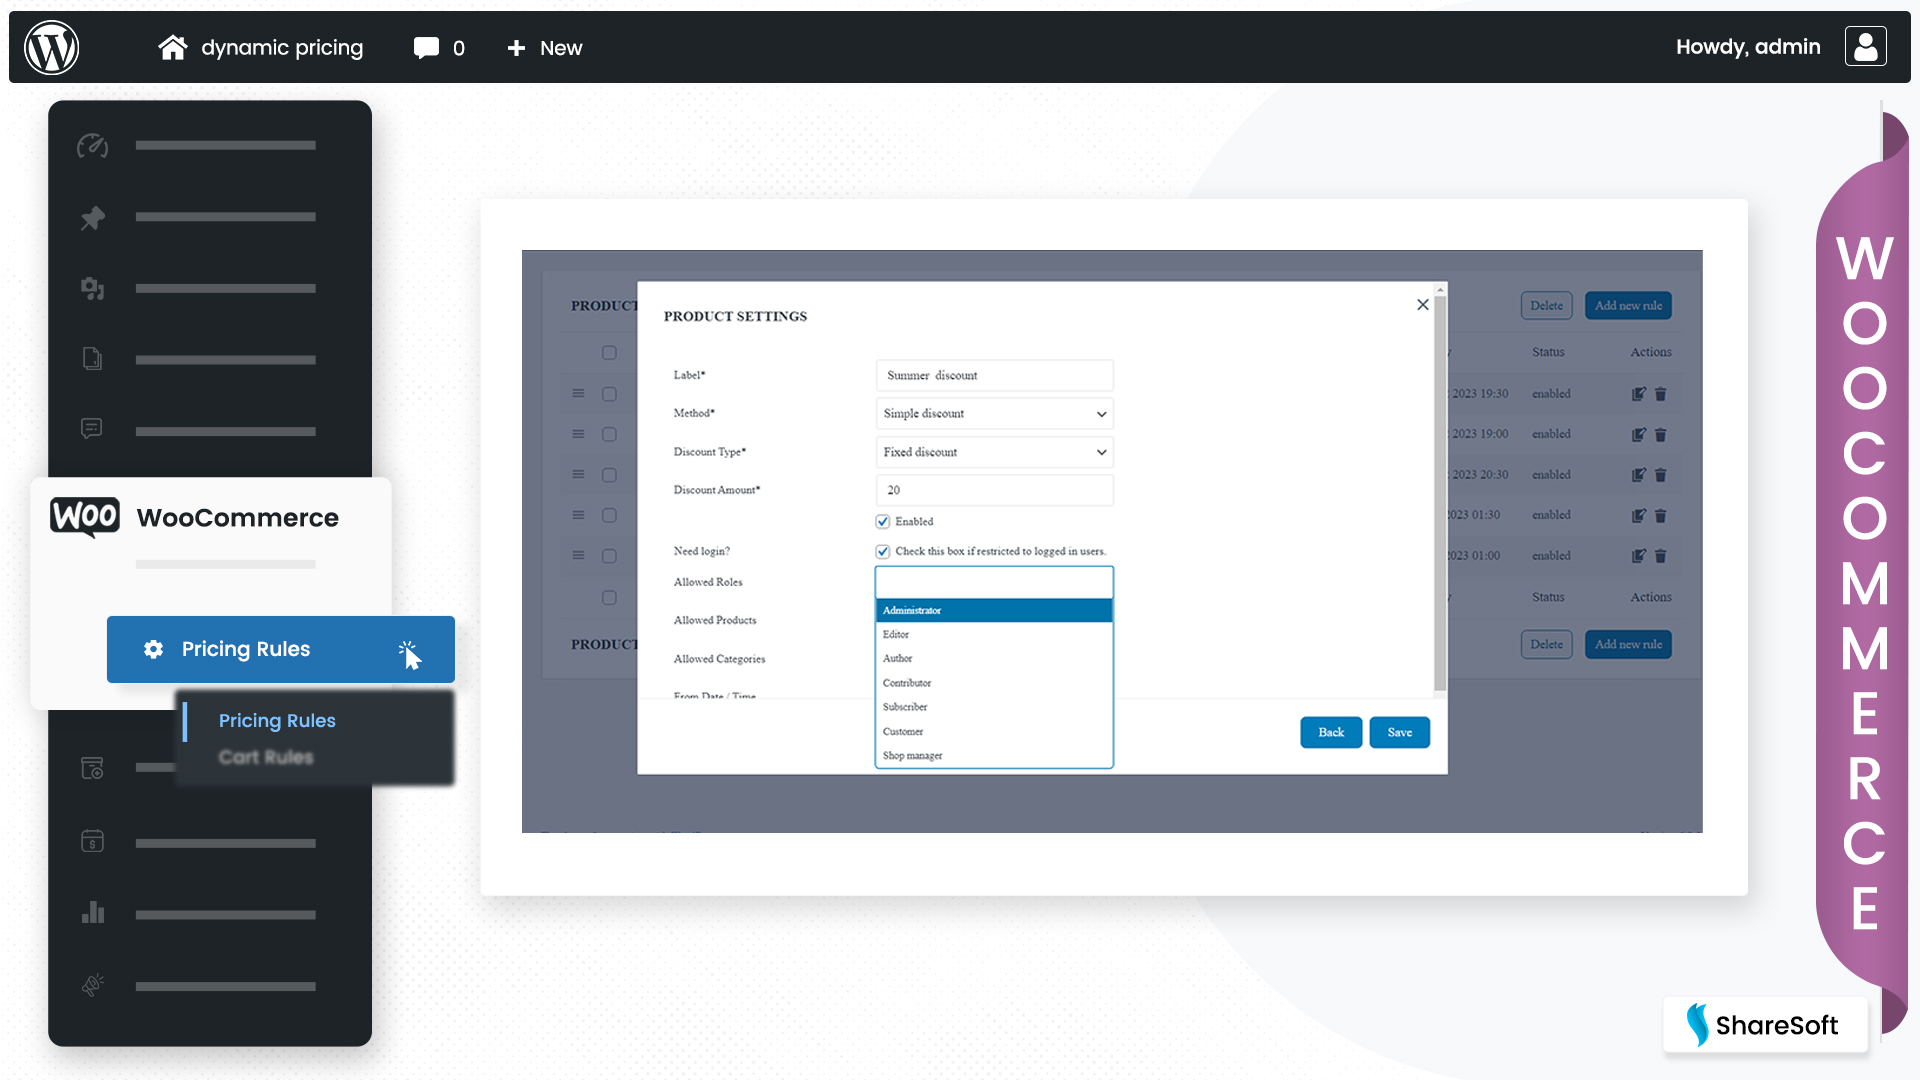 dynamic pricing
0
New
Howdy, admin
WOO
WooCommerce
Pricing Rules
Pricing Rules
Cart Rules
PRODUCT
Delete
Add new rule
Status
Actions
2023 19:30
enabled
2023 19:00
enabled
2023 20:30
enabled
2023 01:30
enabled
2023 01:00
enabled
Status
Actions
PRODUCT
Delete
Add new rule
PRODUCT SETTINGS
Label*
Summer discount
Method*
Simple discount
Discount Type*
Fixed discount
Discount Amount*
20
Enabled
Need login?
Check this box if restricted to logged in users.
Allowed Roles
Administrator
Editor
Author
Contributor
Subscriber
Customer
Shop manager
Allowed Products
Allowed Categories
From Date / Time
Back
Save
WOOCOMMERCE
ShareSoft